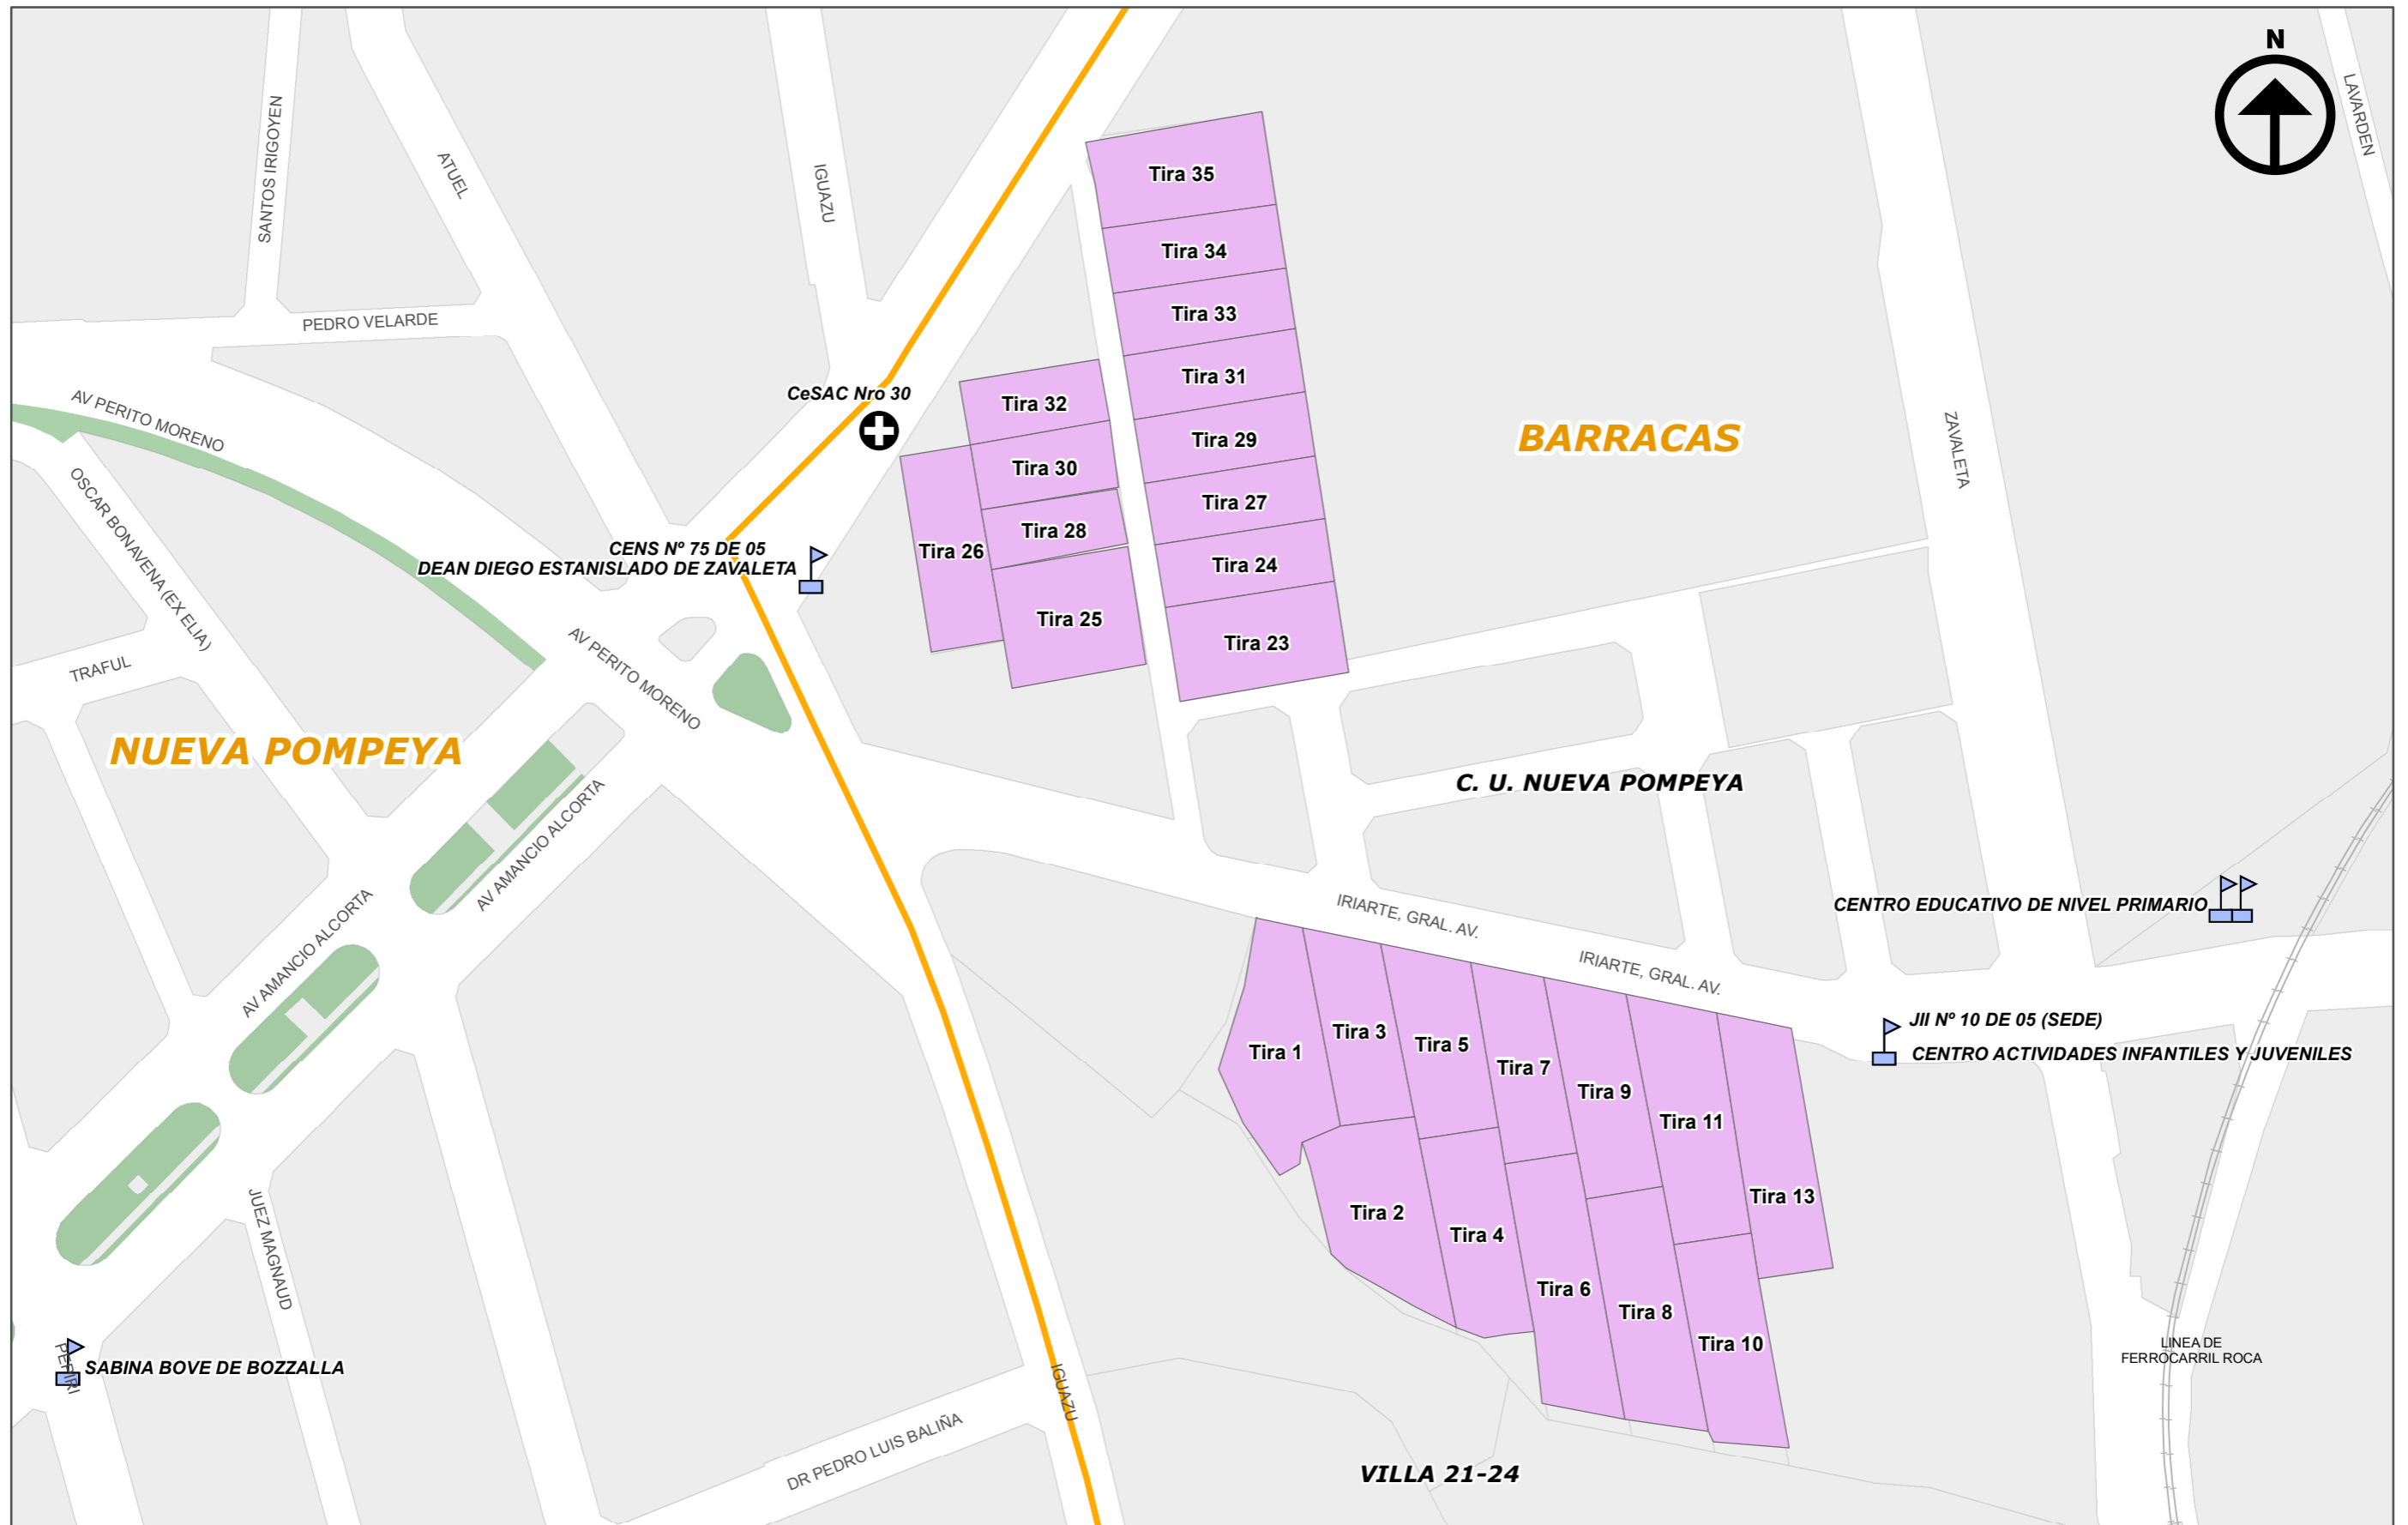 N
LAVARDEN
SANTOS IRIGOYEN
ATUEL
IGUAZU
Tira 35
Tira 34
Tira 33
PEDRO VELARDE
Tira 31
CeSAC Nro 30
AV PERITO MORENO
Tira 32
Tira 29
BARRACAS
ZAVALETA
Tira 30
Tira 27
OSCAR BONAVENA (EX ELIA)
Tira 28
Tira 26
CENS Nº 75 DE 05
DEAN DIEGO ESTANISLADO DE ZAVALETA
Tira 24
Tira 25
Tira 23
TRAFUL
AV PERITO MORENO
NUEVA POMPEYA
C. U. NUEVA POMPEYA
AV AMANCIO ALCORTA
AV AMANCIO ALCORTA
IRIARTE, GRAL. AV.
CENTRO EDUCATIVO DE NIVEL PRIMARIO
IRIARTE, GRAL. AV.
JII Nº 10 DE 05 (SEDE)
CENTRO ACTIVIDADES INFANTILES Y JUVENILES
Tira 1
Tira 3
Tira 5
Tira 7
Tira 9
Tira 11
Tira 13
Tira 2
Tira 4
Tira 6
Tira 8
Tira 10
JUEZ MAGNAUD
SABINA BOVE DE BOZZALLA
LINEA DE
FERROCARRIL ROCA
IGUAZU
DR PEDRO LUIS BALIÑA
VILLA 21-24